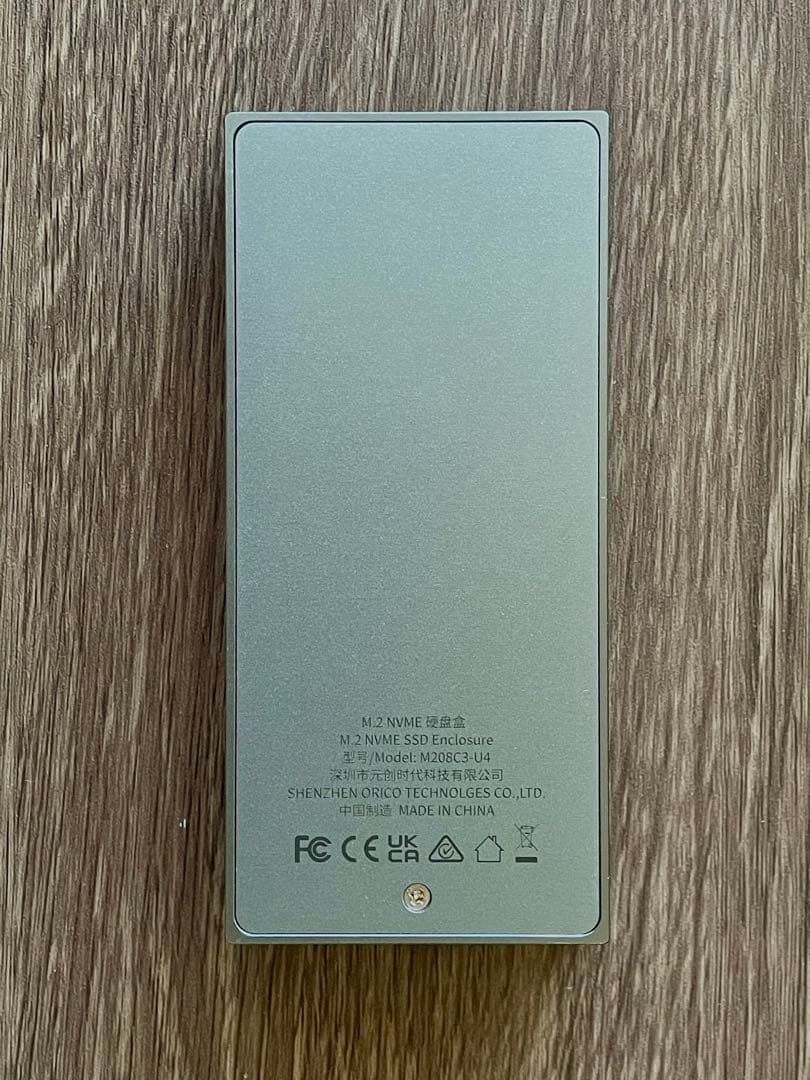 M.2 NVME 硬盘盒
M.2 NVME SSD Enclosure
型号/Model: M208C3-U4
深圳市元创时代科技有限公司
SHENZHEN ORICO TECHNOLGES CO.,LTD.
中国制造 MADE IN CHINA
FC CE UK CA